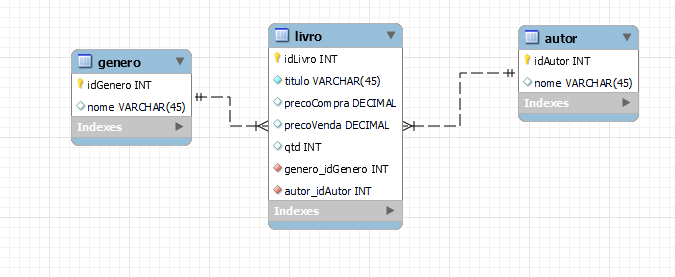 genero
idGenero INT
nome VARCHAR(45)
Indexes
livro
idLivro INT
titulo VARCHAR(45)
precoCompra DECIMAL
precoVenda DECIMAL
qtd INT
genero_idGenero INT
autor_idAutor INT
Indexes
autor
idAutor INT
nome VARCHAR(45)
Indexes